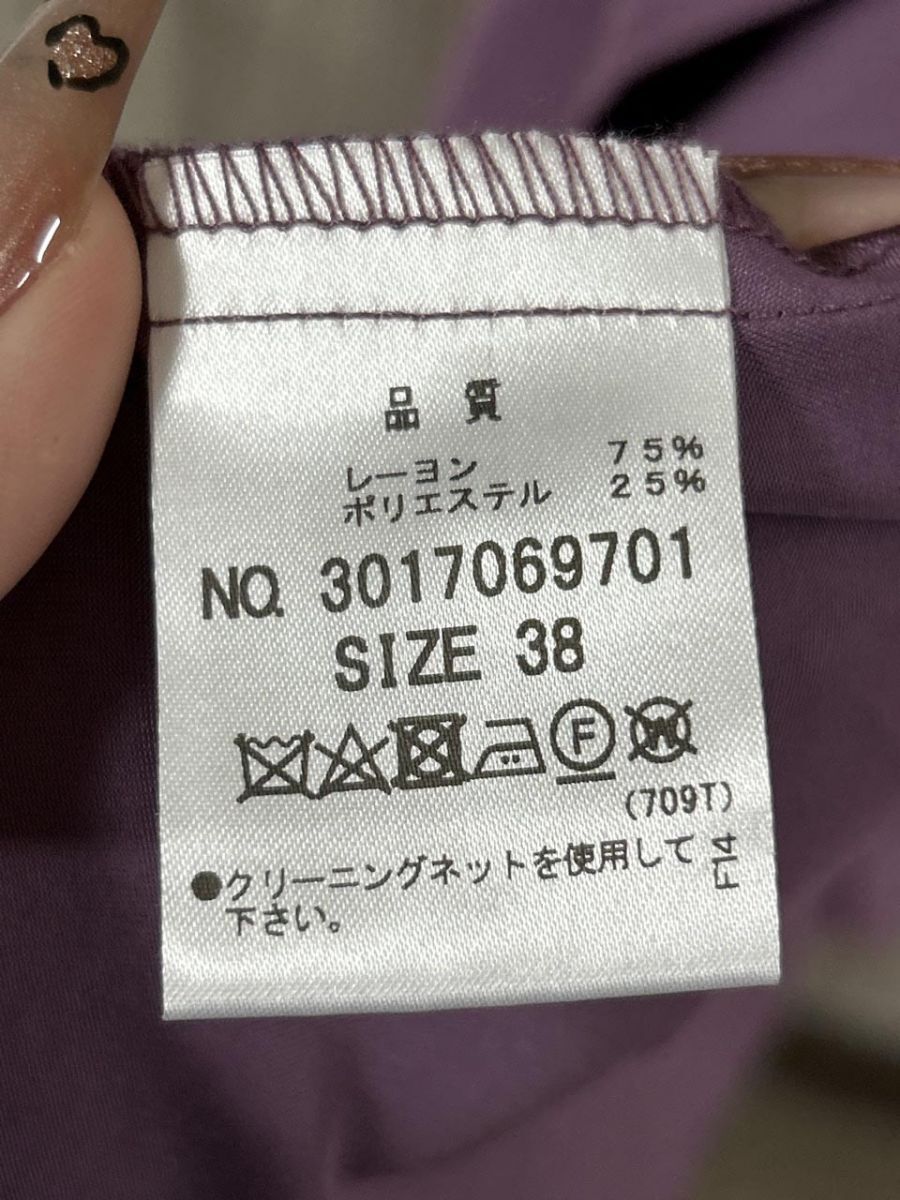 品 質
レーヨン 75%
ポリエステル 25%
NO. 3017069701
SIZE 38
F W
(709T)
F14
●クリーニングネットを使用して
下さい。